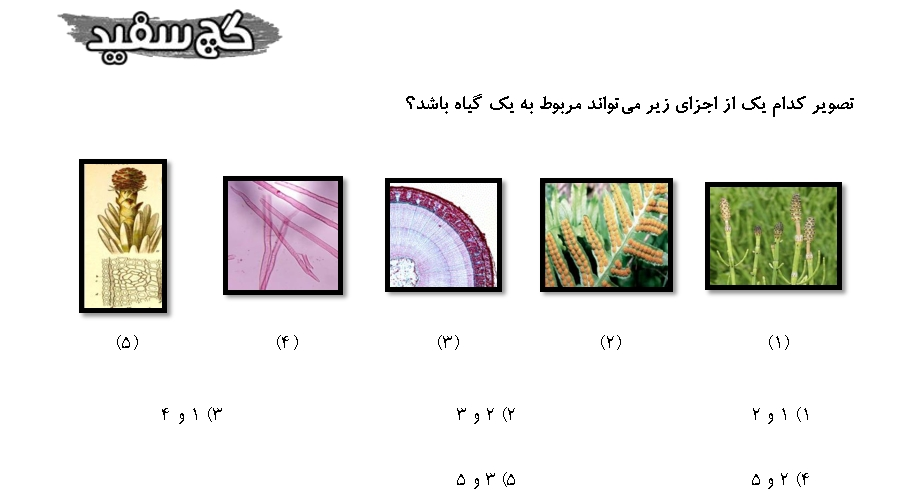 گچ سفید
تصویر کدام یک از اجزای زیر می‌تواند مربوط به یک گیاه باشد؟
(۱) (۲) (۳) (۴) (۵)
۱) ۱ و ۲ ۲) ۲ و ۳ ۳) ۱ و ۴
۴) ۲ و ۵ ۵) ۳ و ۵